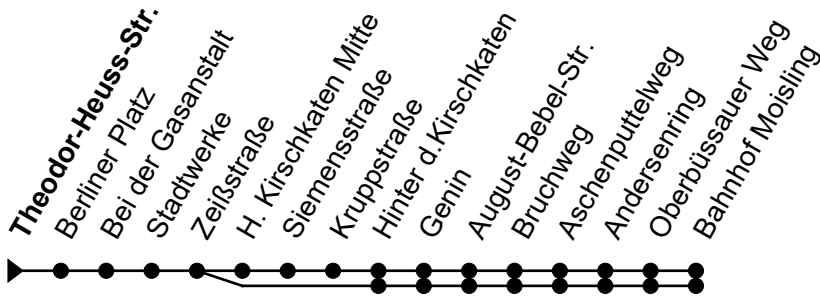 Theodor-Heuss-Str.
Berliner Platz
Bei der Gasanstalt
Stadtwerke
Zeißstraße
H. Kirschkaten Mitte
Siemensstraße
Kruppstraße
Hinter d.Kirschkaten
Genin
August-Bebel-Str.
Bruchweg
Aschenputtelweg
Andersenring
Oberbüssauer Weg
Bahnhof Moisling